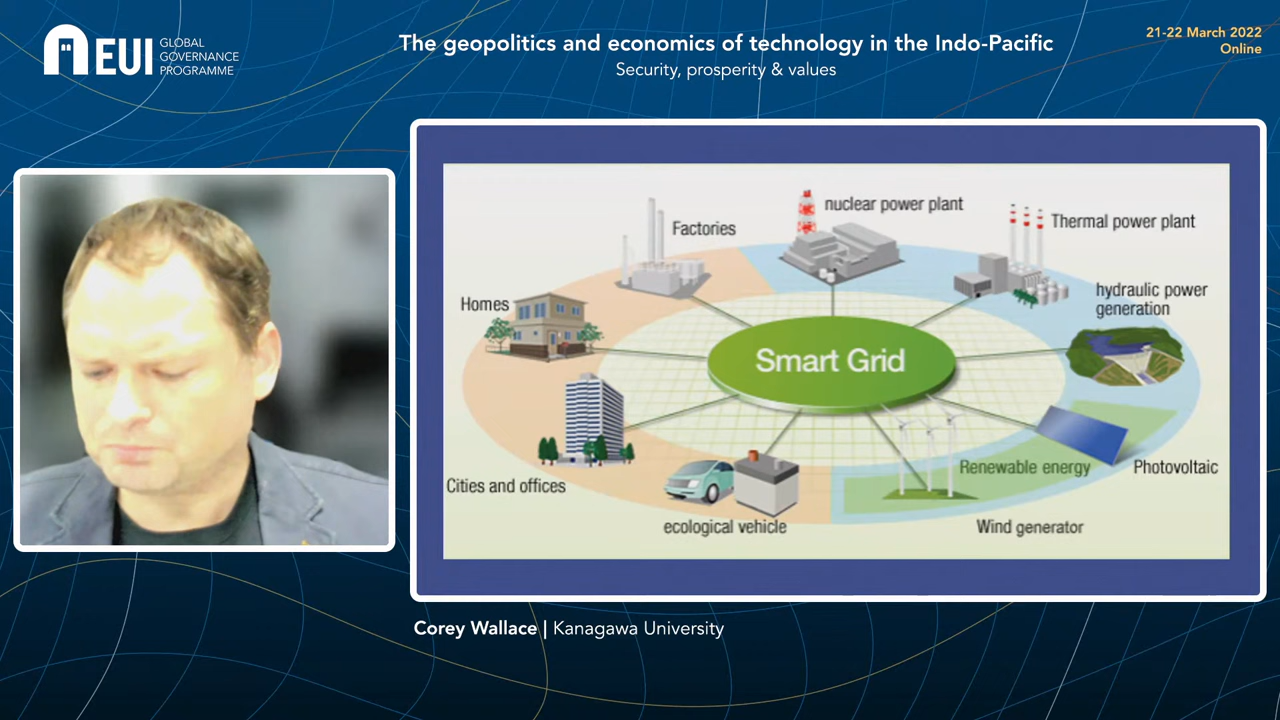 EUI
GLOBAL
GOVERNANCE
PROGRAMME
The geopolitics and economics of technology in the Indo-Pacific
Security, prosperity & values
21-22 March 2022
Online
nuclear power plant
Factories
Thermal power plant
Homes
hydraulic power
generation
Smart Grid
Cities and offices
Renewable energy
Photovoltaic
ecological vehicle
Wind generator
Corey Wallace | Kanagawa University